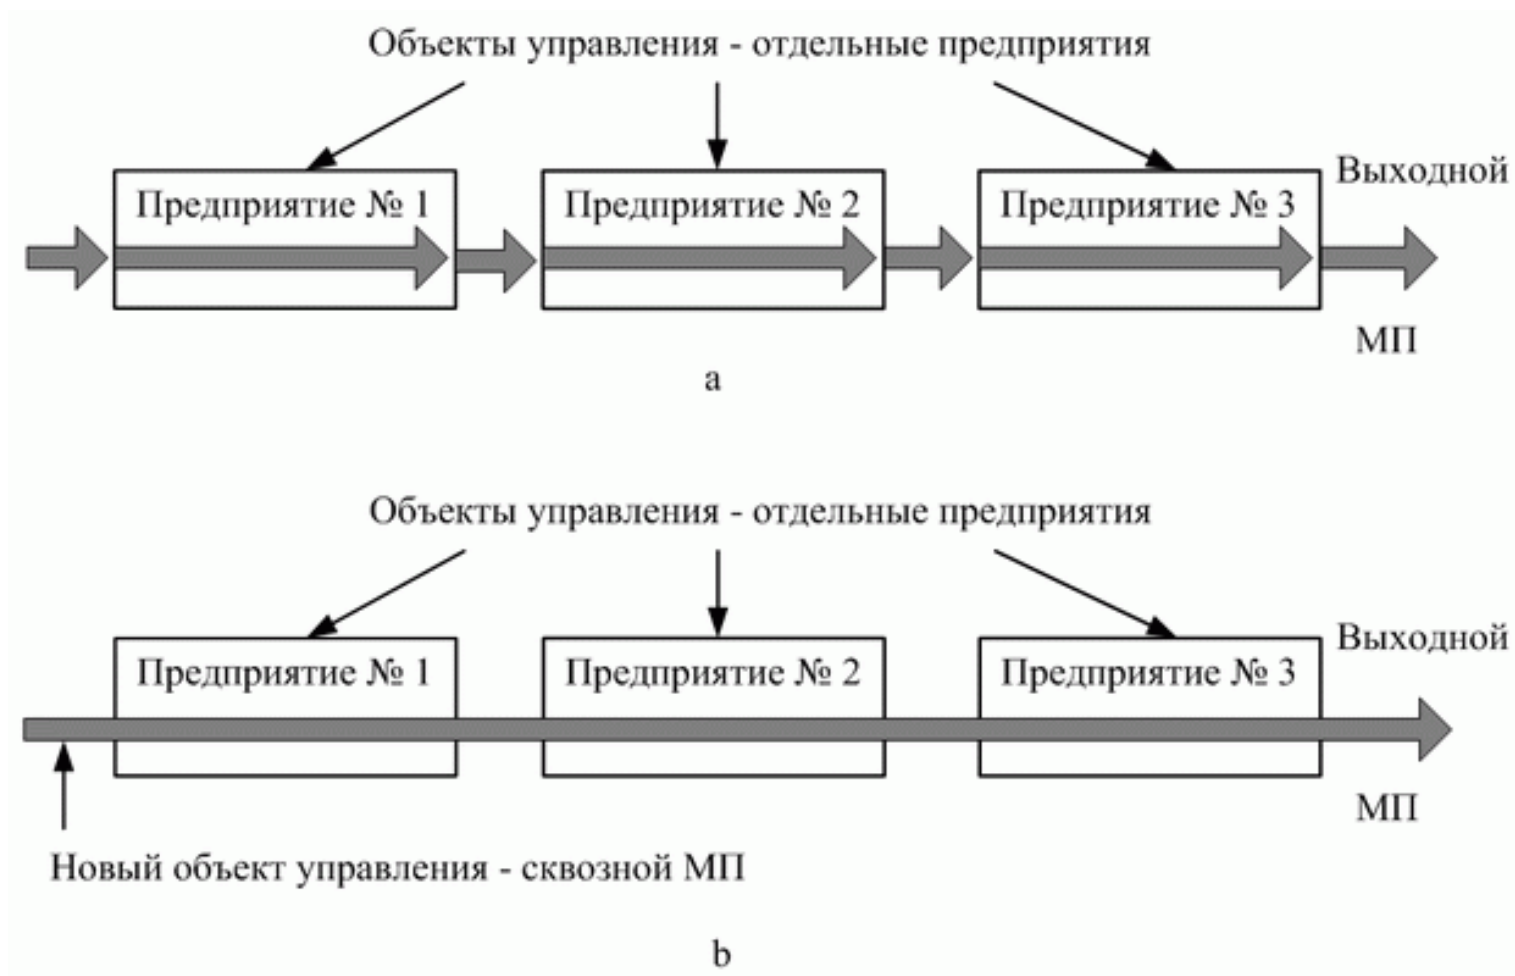 Объекты управления - отдельные предприятия
Предприятие № 1
Предприятие № 2
Предприятие № 3
Выходной
МП
a
Объекты управления - отдельные предприятия
Предприятие № 1
Предприятие № 2
Предприятие № 3
Выходной
МП
Новый объект управления - сквозной МП
b